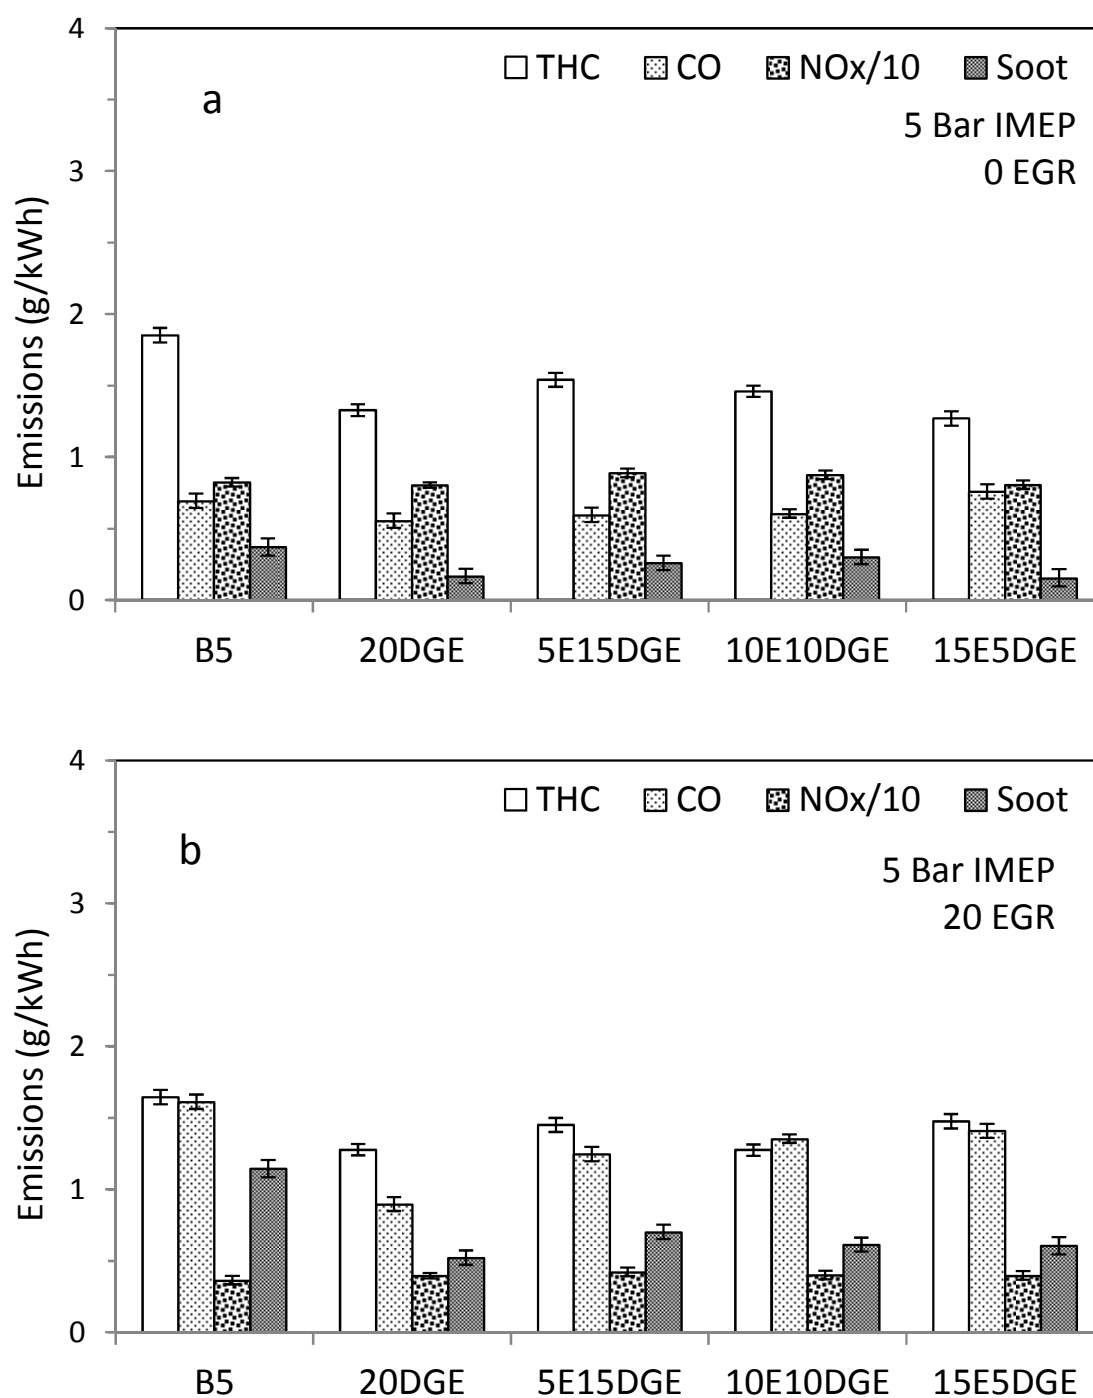 4
THC CO NOx/10 Soot
a
5 Bar IMEP
0 EGR
3
2
1
0
Emissions (g/kWh)
B5 20DGE 5E15DGE 10E10DGE 15E5DGE
4
THC CO NOx/10 Soot
b
5 Bar IMEP
20 EGR
3
2
1
0
Emissions (g/kWh)
B5 20DGE 5E15DGE 10E10DGE 15E5DGE